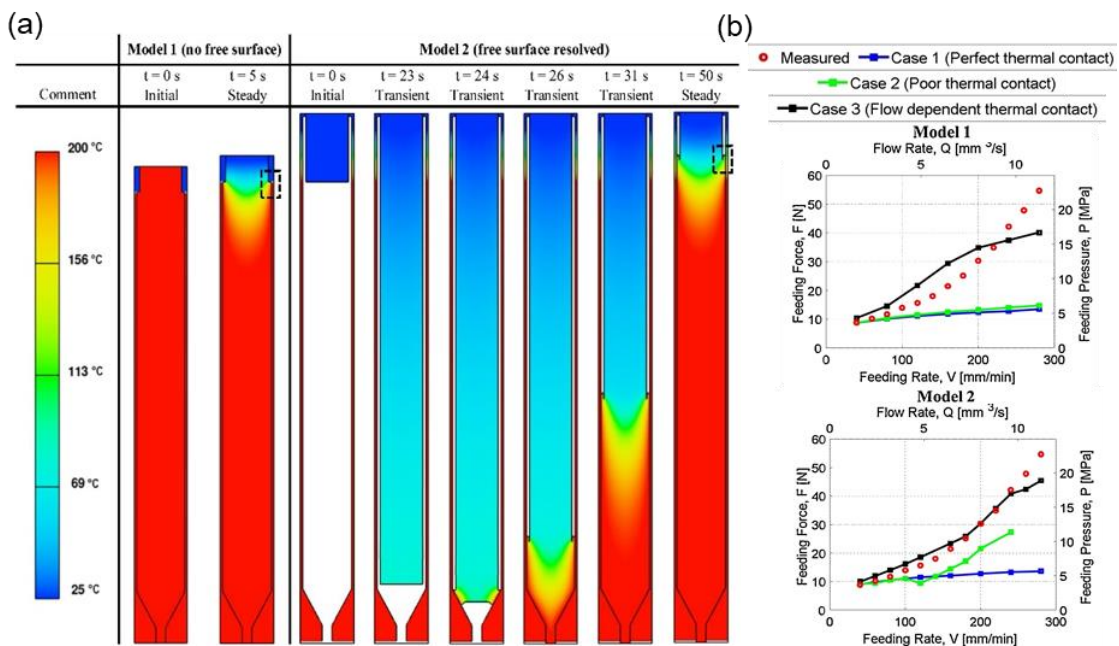 (a)
Model 1 (no free surface)
Model 2 (free surface resolved)
Comment
t = 0 s
Initial
t = 5 s
Steady
t = 0 s
Initial
t = 23 s
Transient
t = 24 s
Transient
t = 26 s
Transient
t = 31 s
Transient
t = 50 s
Steady
200 °C
156 °C
113 °C
69 °C
25 °C
(b)
Measured
Case 1 (Perfect thermal contact)
Case 2 (Poor thermal contact)
Case 3 (Flow dependent thermal contact)
Model 1
Flow Rate, Q [mm 3/s]
0 5 10
60
50
40
30
20
10
0
Feeding Force, F [N]
20
15
10
5
0
Feeding Pressure, P [MPa]
0 100 200 300
Feeding Rate, V [mm/min]
Model 2
Flow Rate, Q [mm 3/s]
0 5 10
60
50
40
30
20
10
0
Feeding Force, F [N]
20
15
10
5
0
Feeding Pressure, P [MPa]
0 100 200 300
Feeding Rate, V [mm/min]